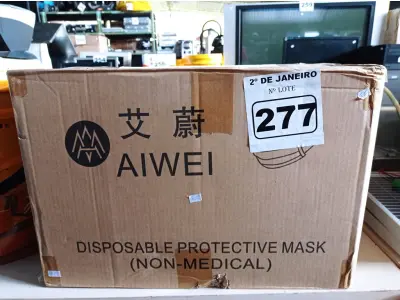 2º DE JANEIRO
Nº LOTE
277
艾蔚
AIWEI
DISPOSABLE PROTECTIVE MASK
(NON-MEDICAL)